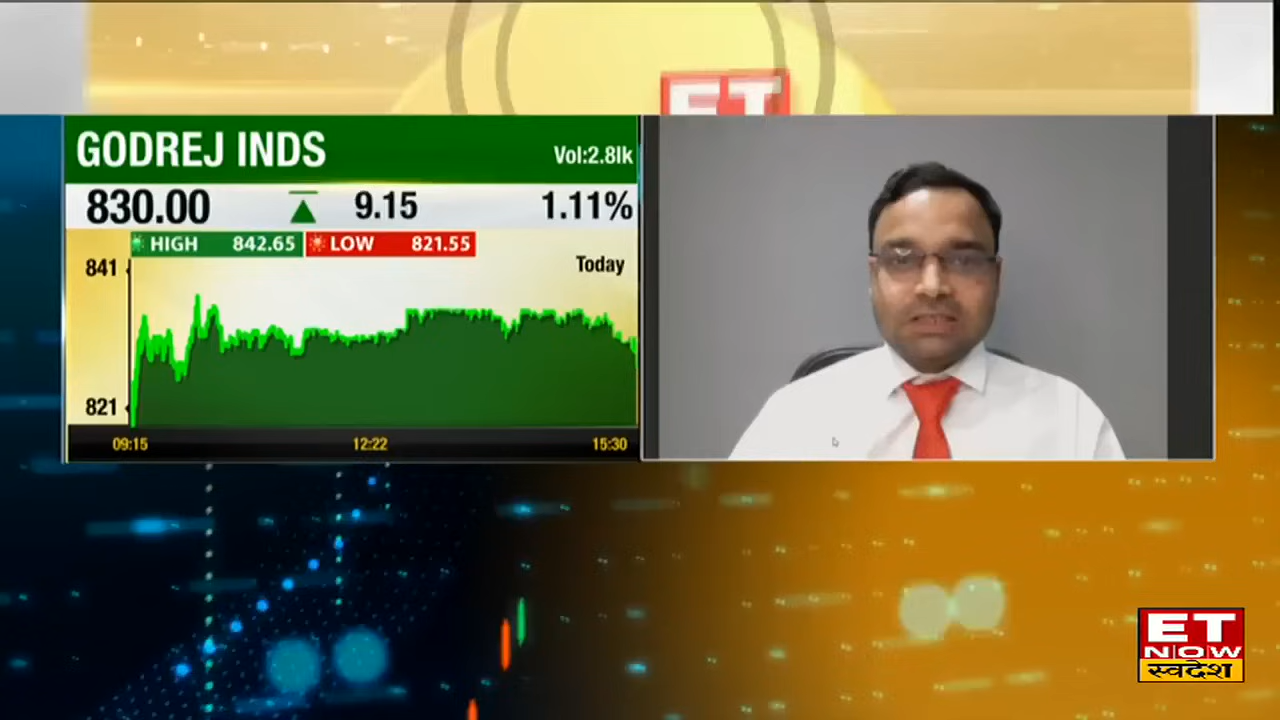 ET
GODREJ INDS
Vol:2.8lk
830.00 9.15 1.11%
HIGH 842.65 LOW 821.55
841
Today
821
09:15 12:22 15:30
ET
NOW
स्वदेश